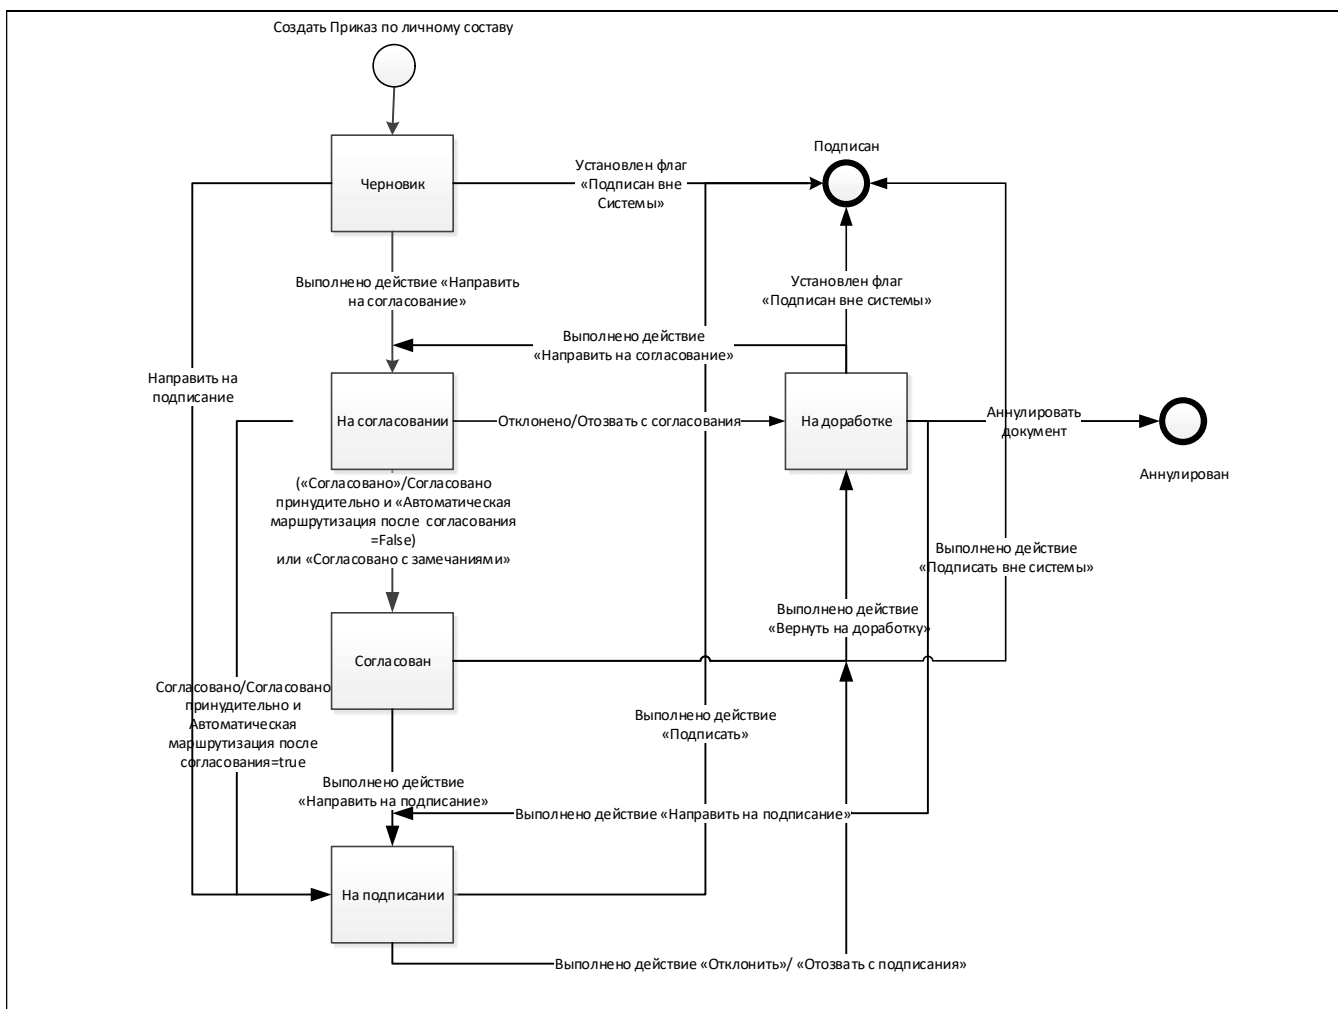 Создать Приказ по личному составу
Подписан
Черновик
Установлен флаг
«Подписан вне
Системы»
Выполнено действие «Направить
на согласование»
Установлен флаг
«Подписан вне системы»
Выполнено действие
«Направить на согласование»
Направить на
подписание
На согласовании
Отклонено/Отозвать с согласования
На доработке
Аннулировать
документ
Аннулирован
(«Согласовано»/Согласовано
принудительно и «Автоматическая
маршрутизация после согласования
=False)
или «Согласовано с замечаниями»
Выполнено действие
«Подписать вне системы»
Выполнено действие
«Вернуть на доработку»
Согласован
Согласовано/Согласовано
принудительно и
Автоматическая
маршрутизация после
согласования=true
Выполнено действие
«Подписать»
Выполнено действие
«Направить на подписание»
Выполнено действие «Направить на подписание»
На подписании
Выполнено действие «Отклонить»/ «Отозвать с подписания»